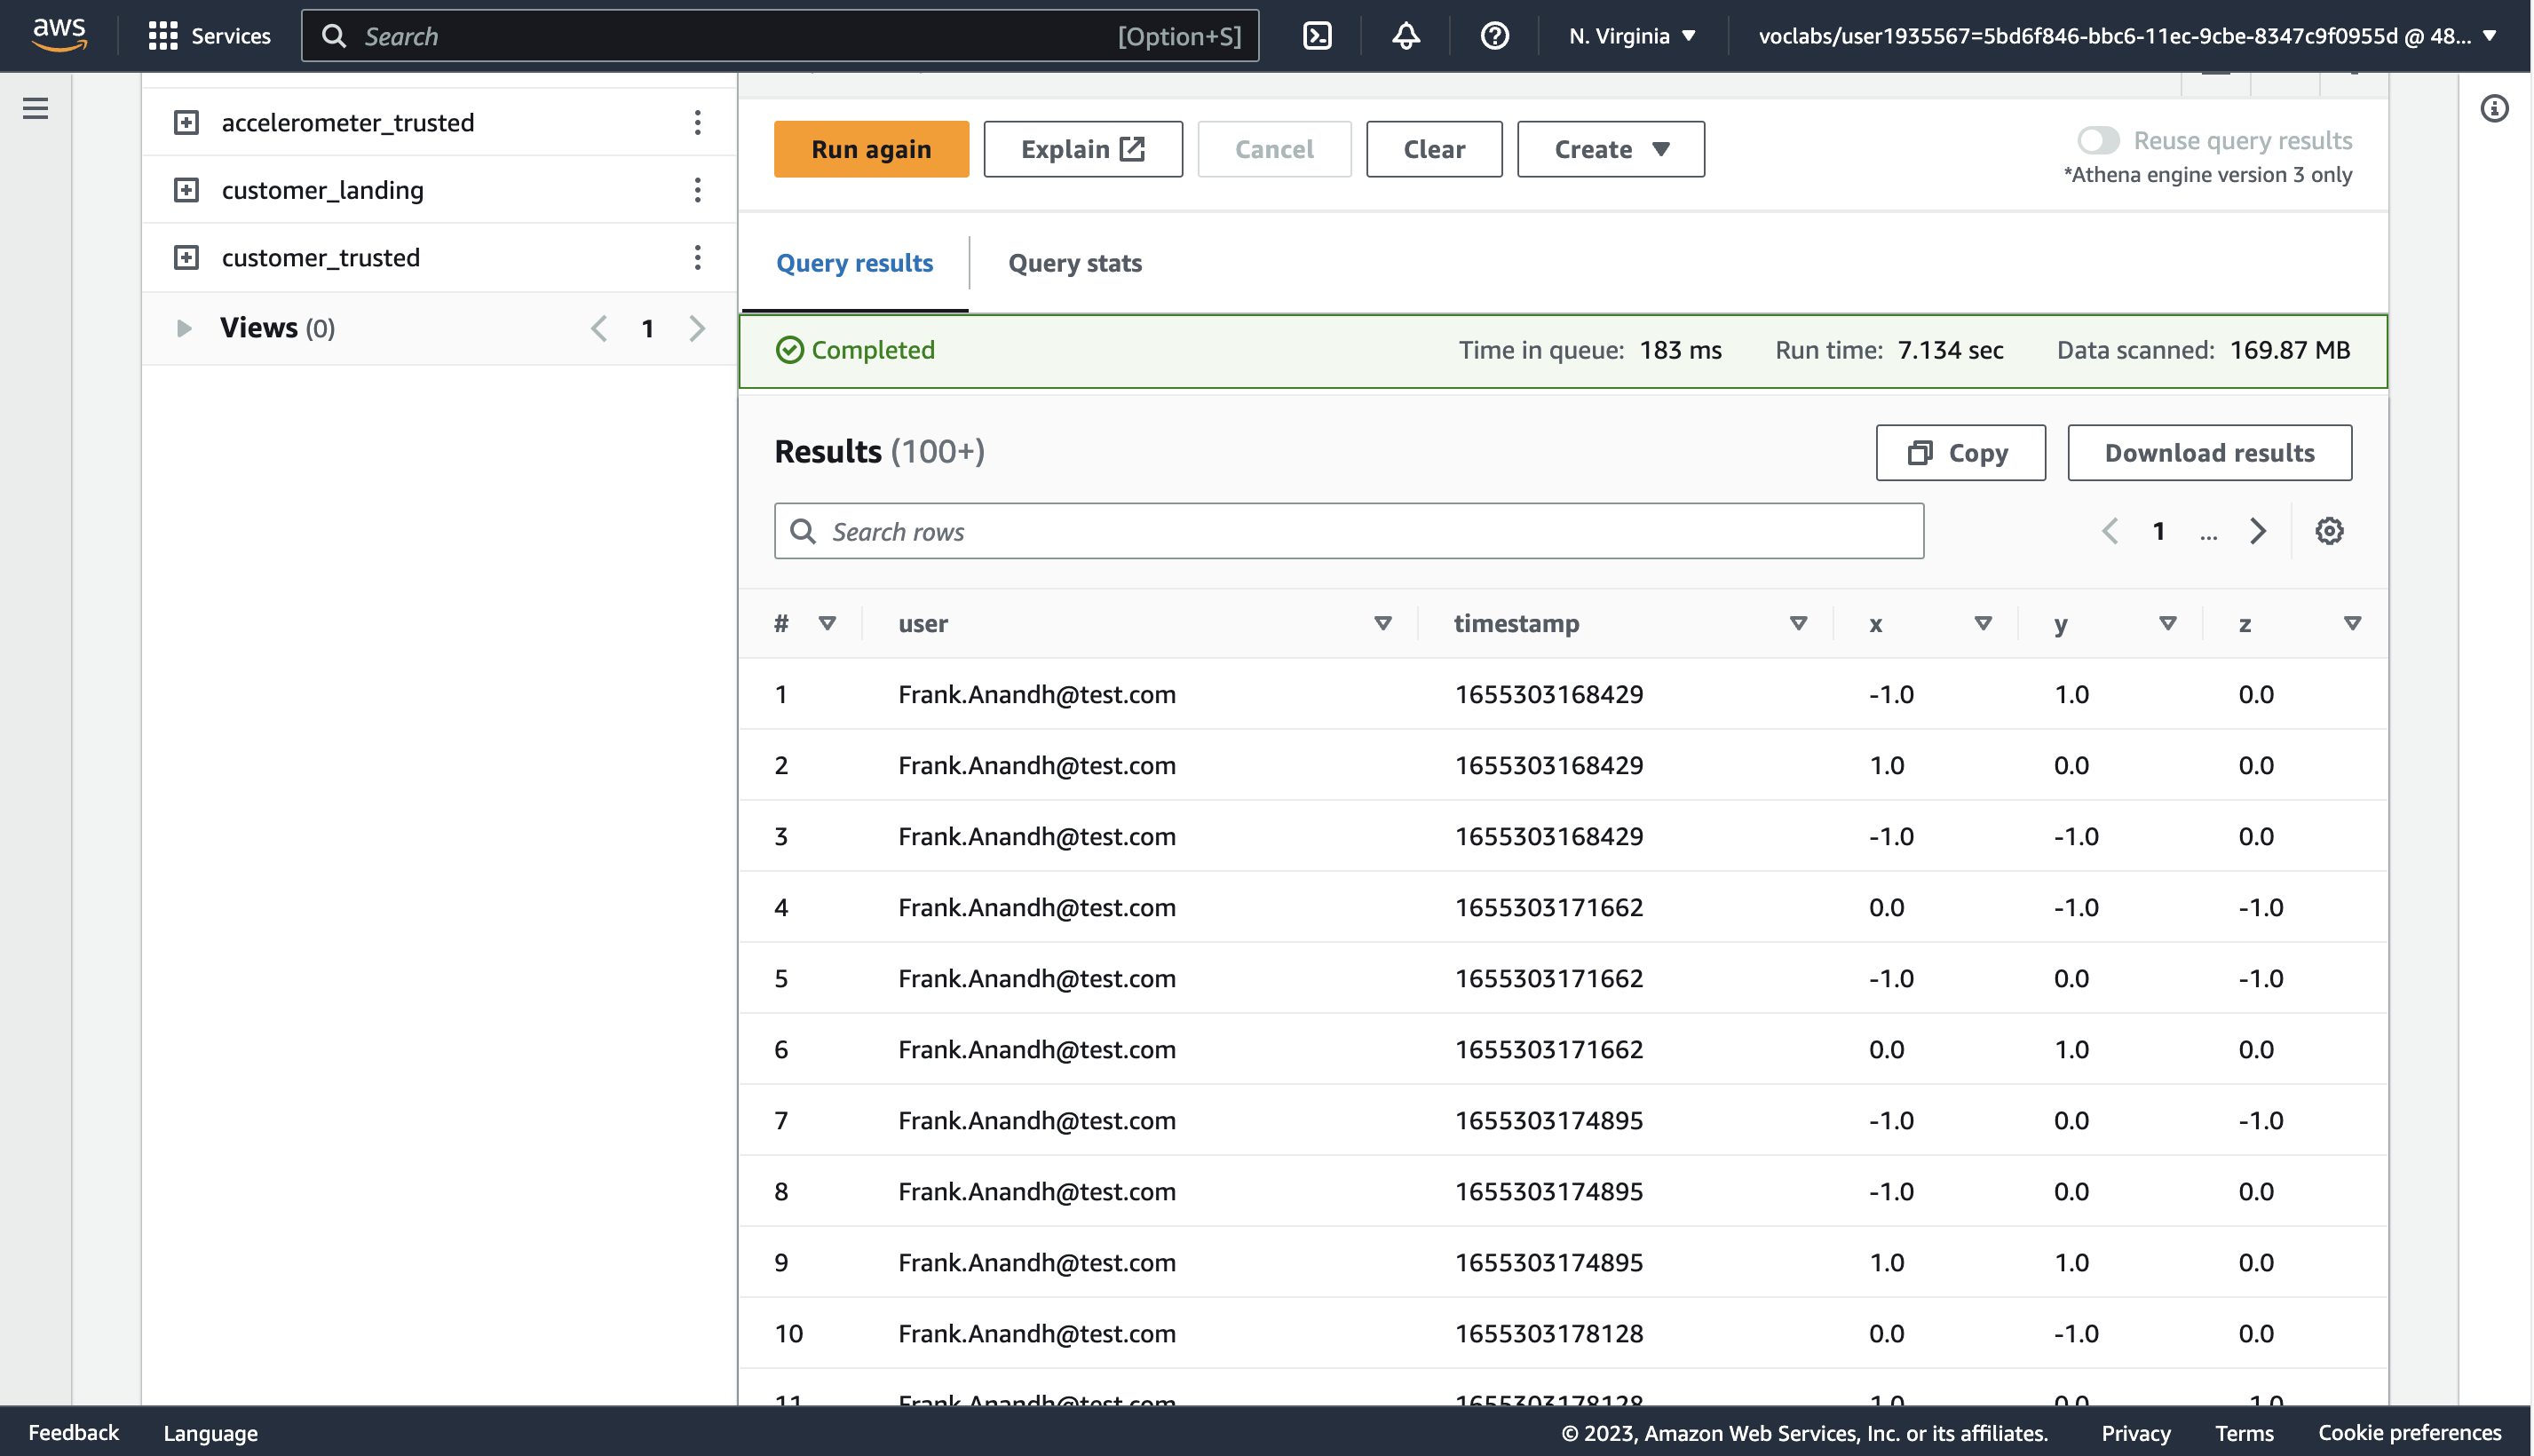 aws Services Search [Option+S] N. Virginia voclabs/user1935567=5bd6f846-bbc6-11ec-9cbe-8347c9f0955d @ 48...
accelerometer_trusted
customer_landing
customer_trusted
Views (0) 1
Run again Explain Cancel Clear Create
Reuse query results
*Athena engine version 3 only
Query results Query stats
Completed Time in queue: 183 ms Run time: 7.134 sec Data scanned: 169.87 MB
Results (100+) Copy Download results
Search rows 1 ...
# user timestamp x y z
1 Frank.Anandh@test.com 1655303168429 -1.0 1.0 0.0
2 Frank.Anandh@test.com 1655303168429 1.0 0.0 0.0
3 Frank.Anandh@test.com 1655303168429 -1.0 -1.0 0.0
4 Frank.Anandh@test.com 1655303171662 0.0 -1.0 -1.0
5 Frank.Anandh@test.com 1655303171662 -1.0 0.0 -1.0
6 Frank.Anandh@test.com 1655303171662 0.0 1.0 0.0
7 Frank.Anandh@test.com 1655303174895 -1.0 0.0 -1.0
8 Frank.Anandh@test.com 1655303174895 -1.0 0.0 0.0
9 Frank.Anandh@test.com 1655303174895 1.0 1.0 0.0
10 Frank.Anandh@test.com 1655303178128 0.0 -1.0 0.0
11 Frank.Anandh@test.com 1655303178128 1.0 0.0
Feedback Language © 2023, Amazon Web Services, Inc. or its affiliates. Privacy Terms Cookie preferences